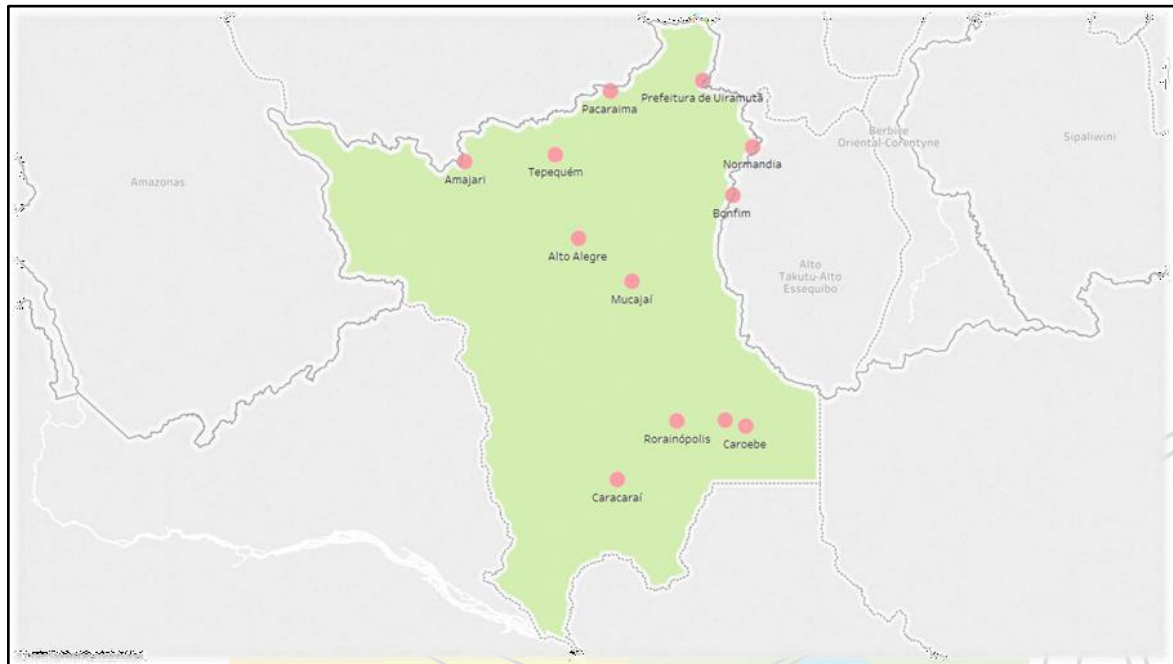 Pacaraima
Prefeitura de Uiramutã
Berbice
Oriental-Corentyne
Sipaliwini
Normandia
Amajari
Tepequém
Amazonas
Bonfim
Alto Alegre
Alto
Takutu-Alto
Essequibo
Mucajaí
Rorainópolis
Caroebe
Caracaraí